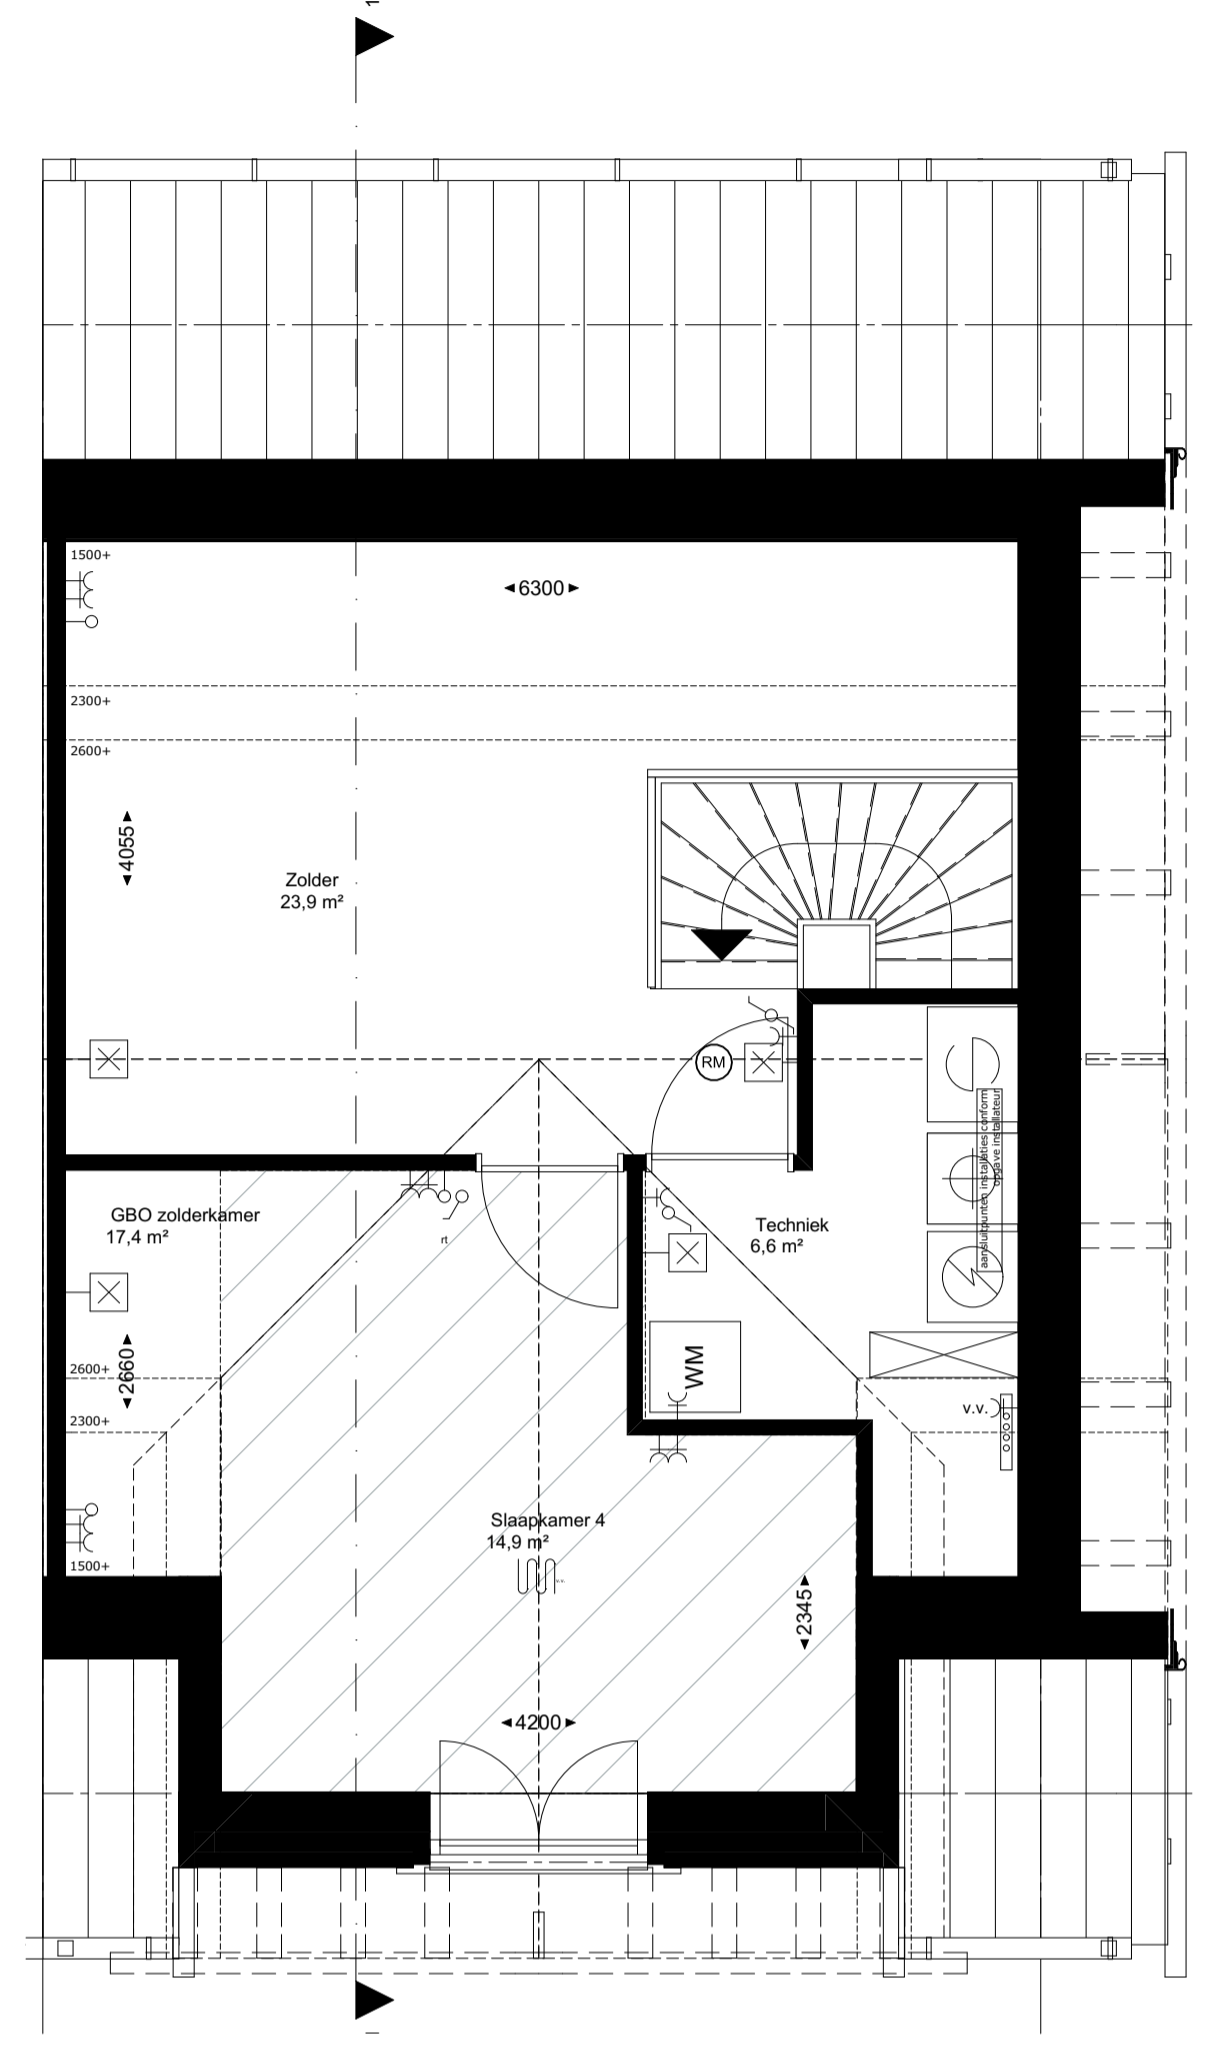 1500+
6300
2300+
2600+
4055
Zolder
23,9 m²
RM
aansluitpunten installaties conform
opgave installateur
GBO zolderkamer
17,4 m²
rt
Techniek
6,6 m²
WM
2600+
2660
2300+
v.v.
Slaapkamer 4
14,9 m²
v.v.
1500+
2345
4200